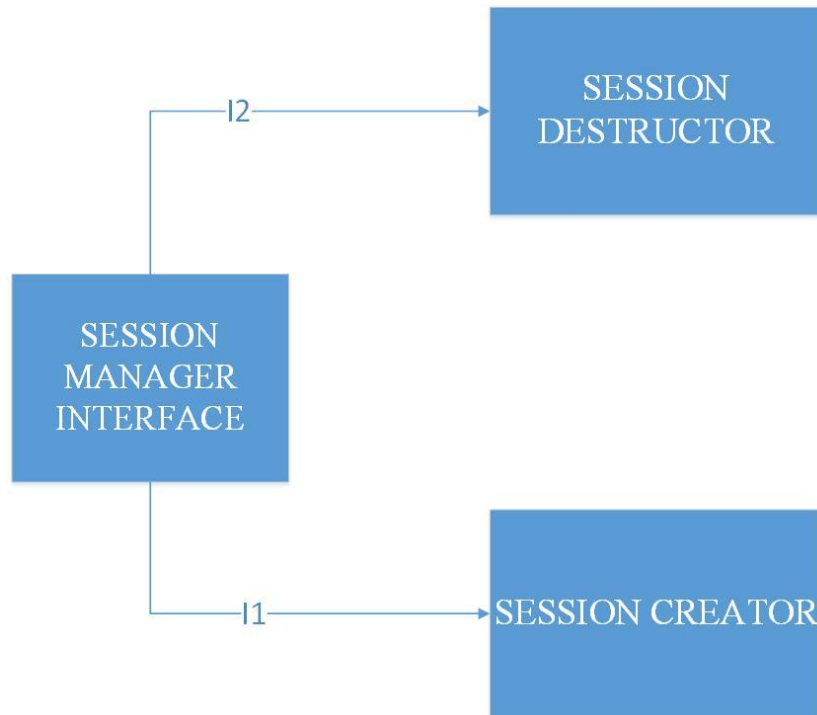 SESSION
DESTRUCTOR
I2
SESSION
MANAGER
INTERFACE
I1
SESSION CREATOR